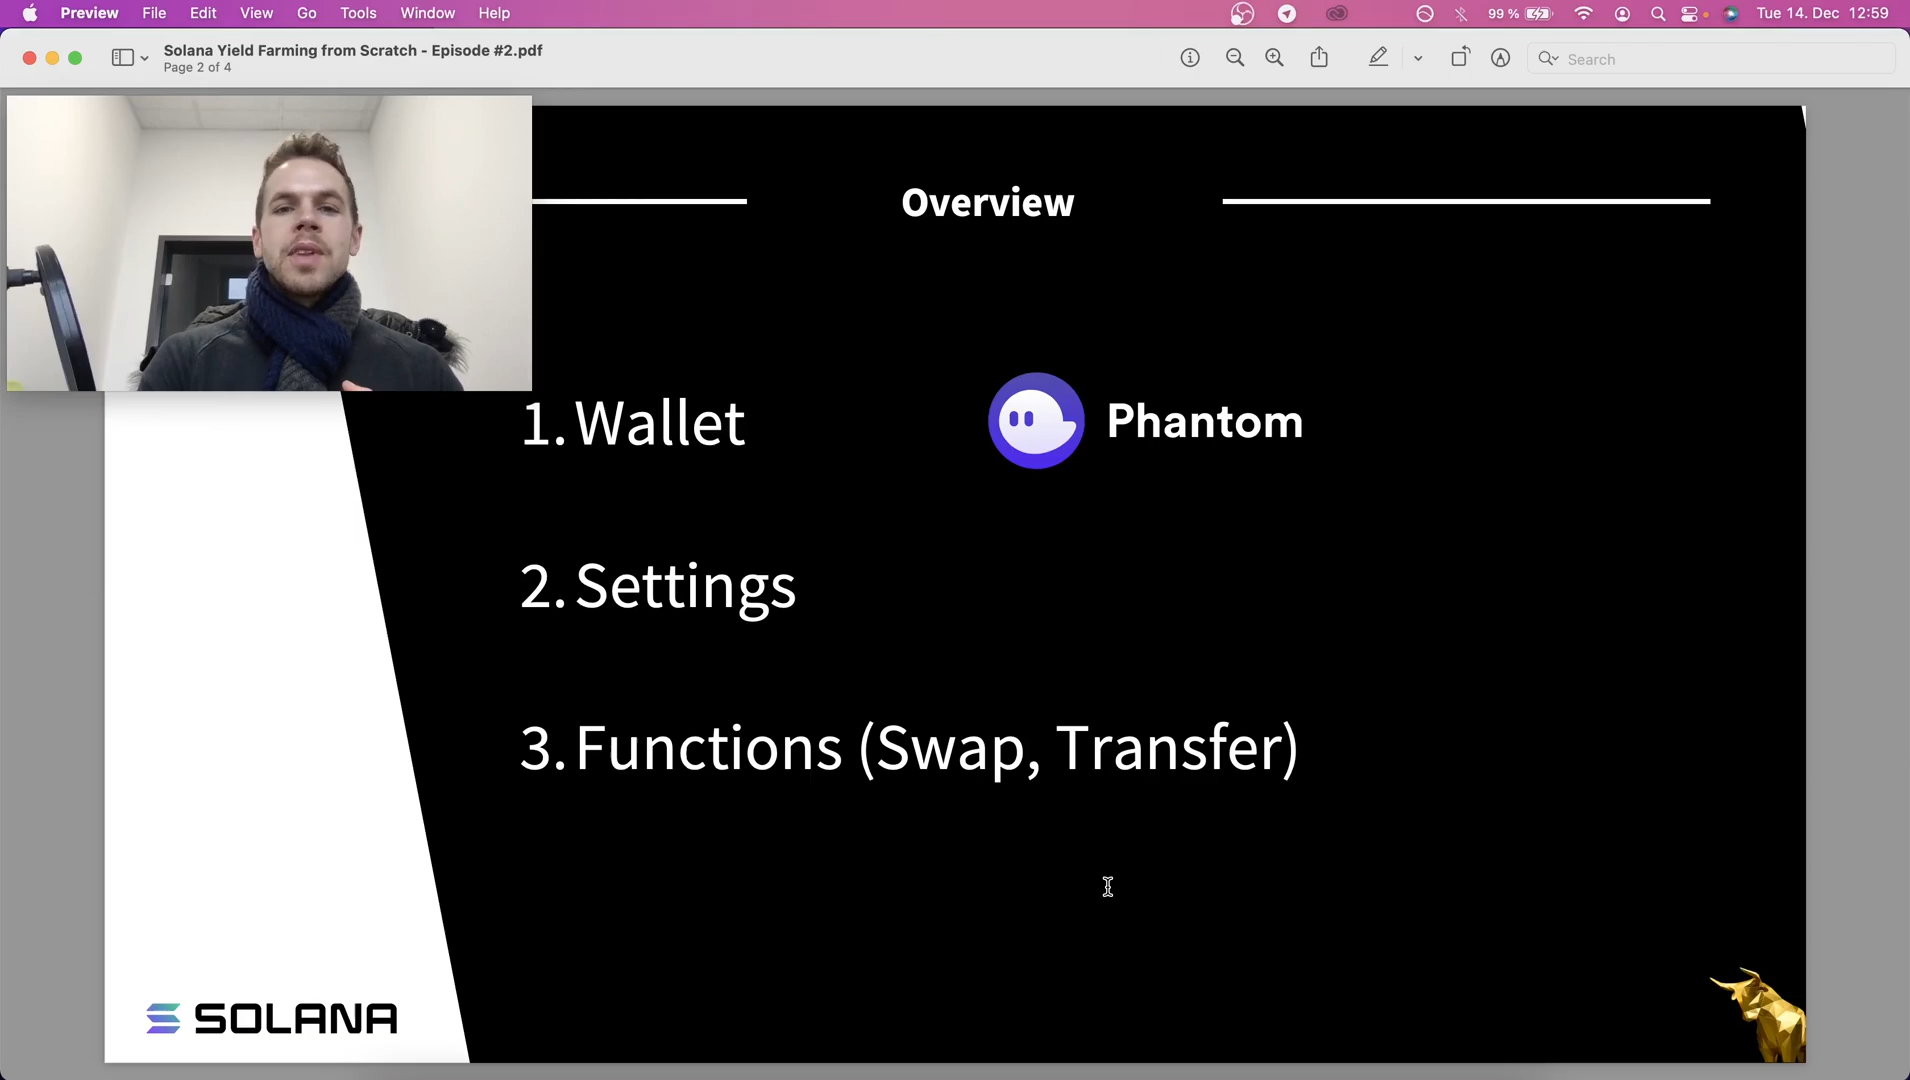 Preview File Edit View Go Tools Window Help 99 % Tue 14. Dec 12:59
Solana Yield Farming from Scratch - Episode #2.pdf
Page 2 of 4
Search
Overview
1. Wallet
Phantom
2. Settings
3. Functions (Swap, Transfer)
SOLANA